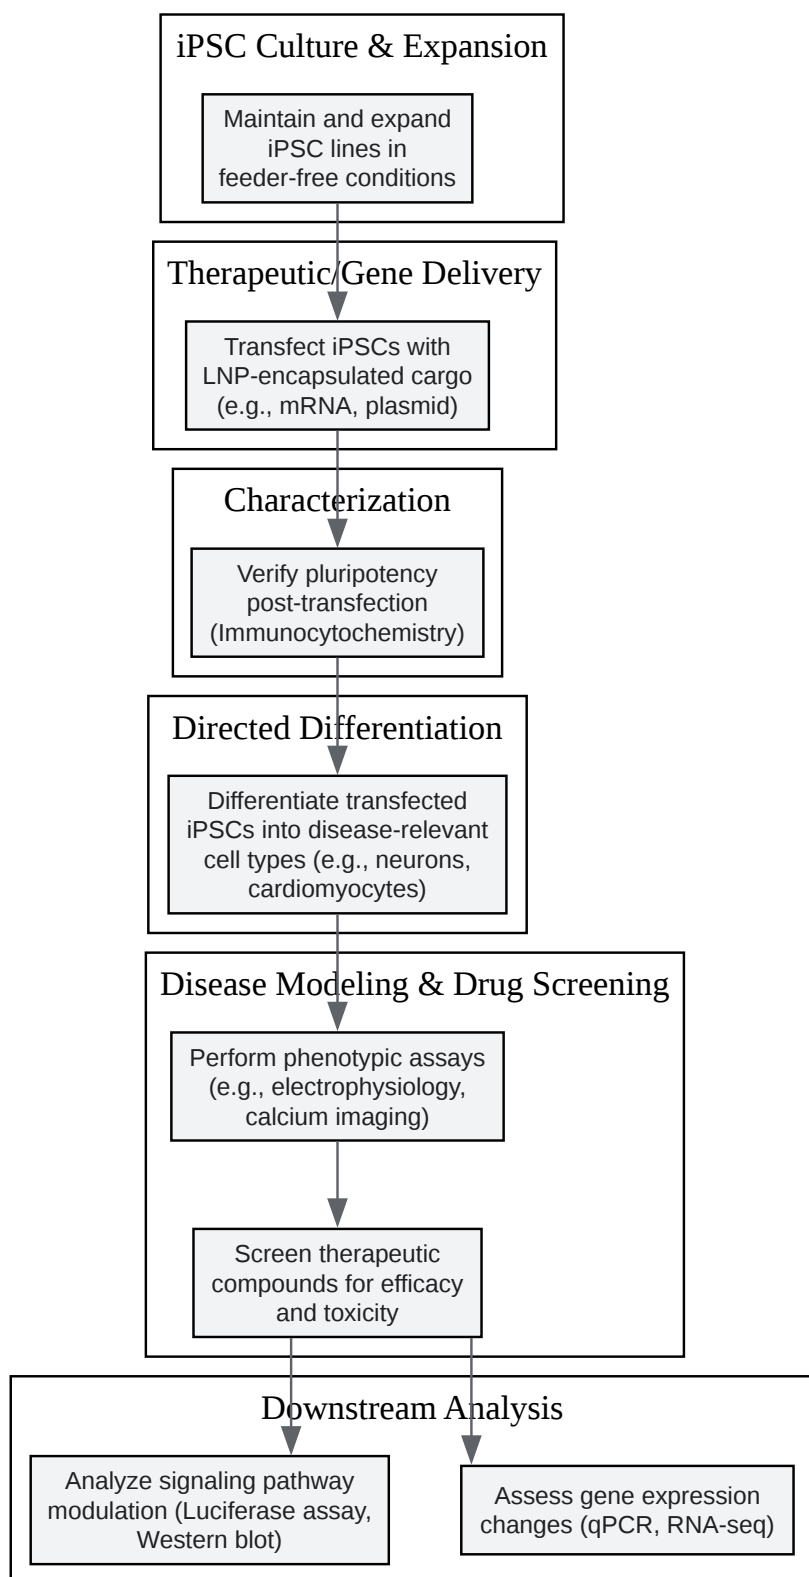 iPSC Culture & Expansion
Maintain and expand
iPSC lines in
feeder-free conditions
Therapeutic/Gene Delivery
Transfect iPSCs with
LNP-encapsulated cargo
(e.g., mRNA, plasmid)
Characterization
Verify pluripotency
post-transfection
(Immunocytochemistry)
Directed Differentiation
Differentiate transfected
iPSCs into disease-relevant
cell types (e.g., neurons,
cardiomyocytes)
Disease Modeling & Drug Screening
Perform phenotypic assays
(e.g., electrophysiology,
calcium imaging)
Screen therapeutic
compounds for efficacy
and toxicity
Downstream Analysis
Analyze signaling pathway
modulation (Luciferase assay,
Western blot)
Assess gene expression
changes (qPCR, RNA-seq)